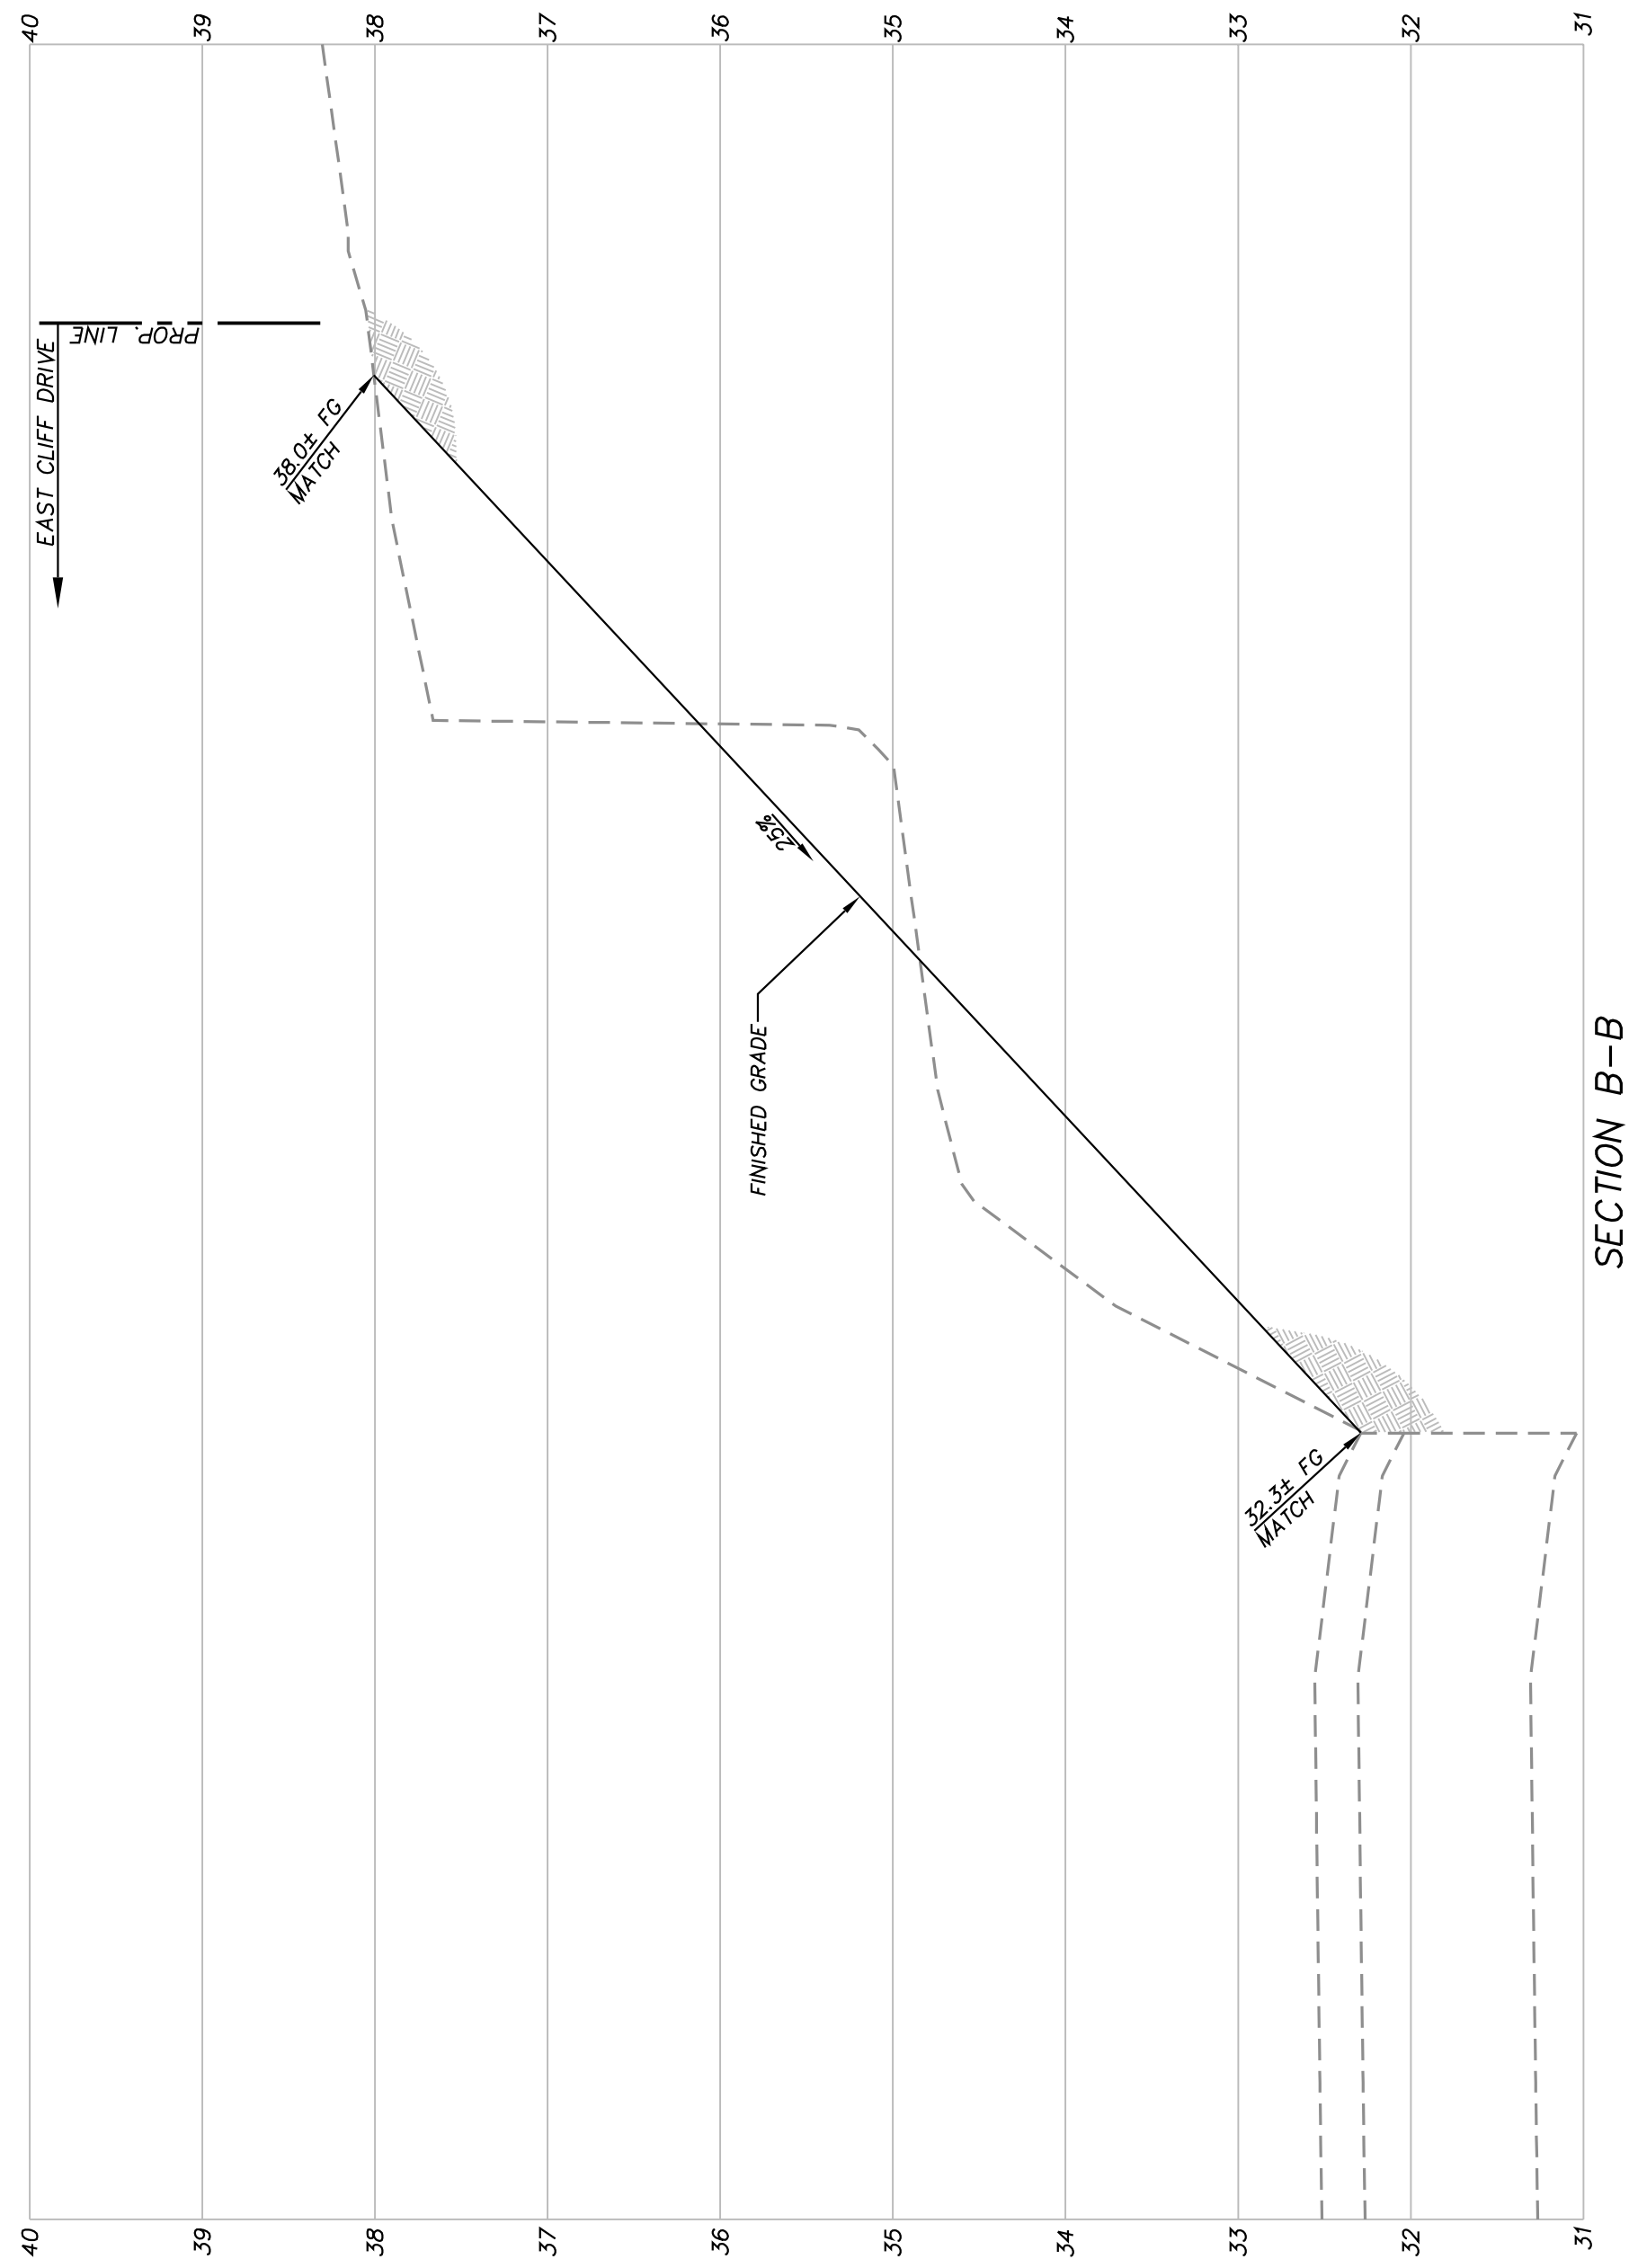 40
39
38
37
36
35
34
33
32
31
PROP. LINE
EAST CLIFF DRIVE
38.0± FG
MATCH
25%
FINISHED GRADE
32.3± FG
MATCH
40
39
38
37
36
35
34
33
32
31
SECTION B-B